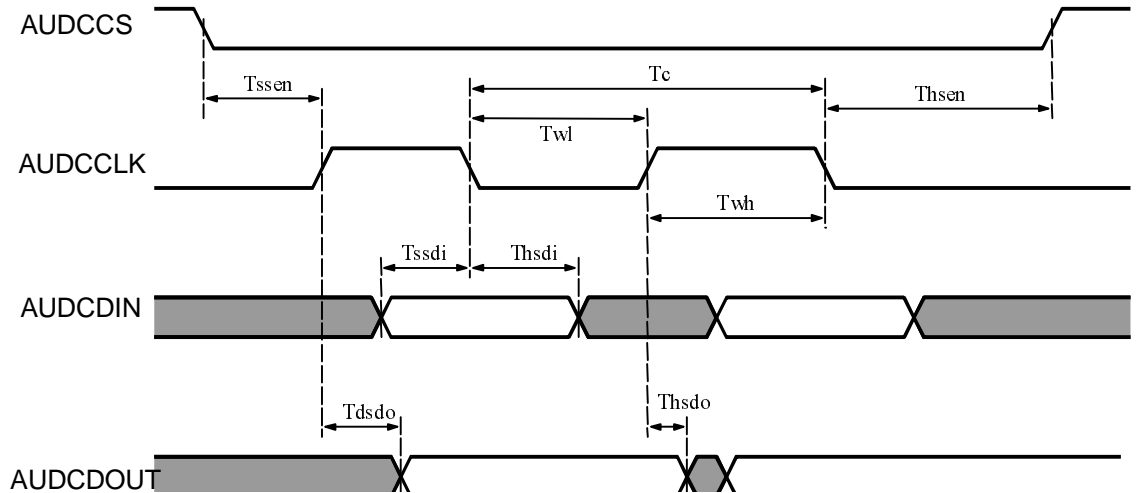 AUDCCS
Tssen
Tc
Thsen
Twl
AUDCCLK
Twh
Tssdi
Thsdi
AUDCDIN
Tdsdo
Thsdo
AUDCDOUT